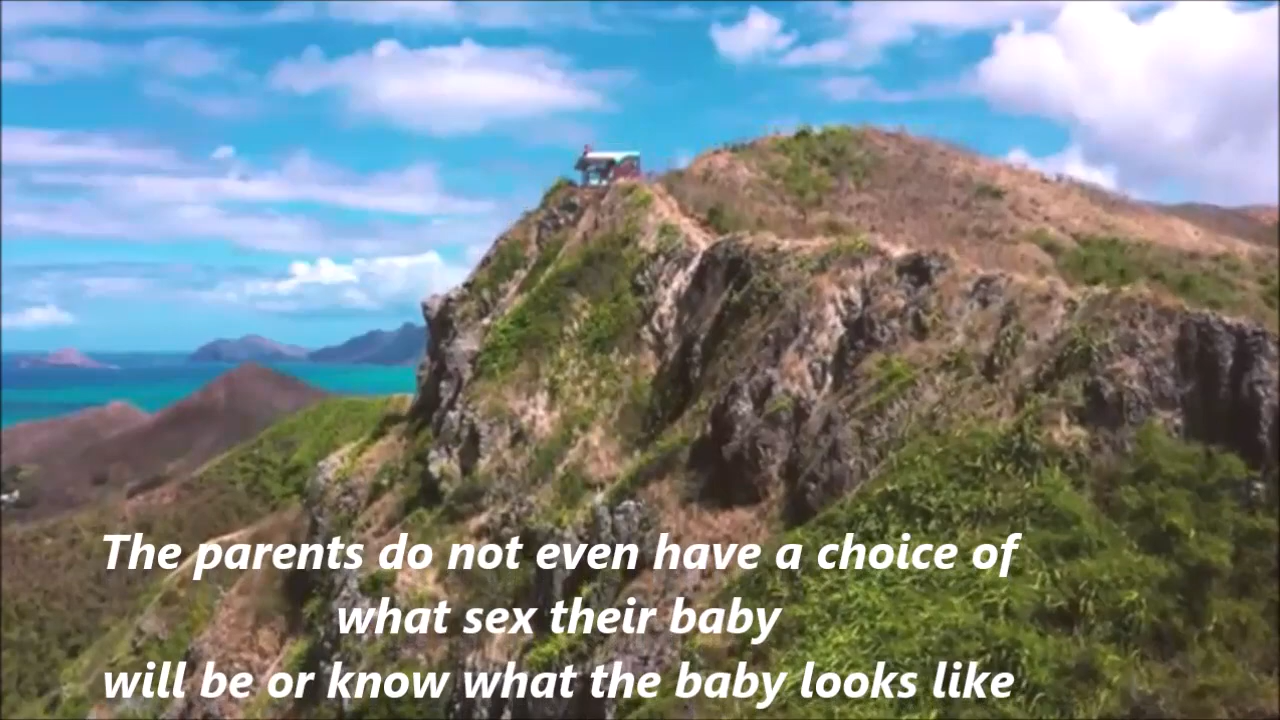 The parents do not even have a choice of
what sex their baby
will be or know what the baby looks like